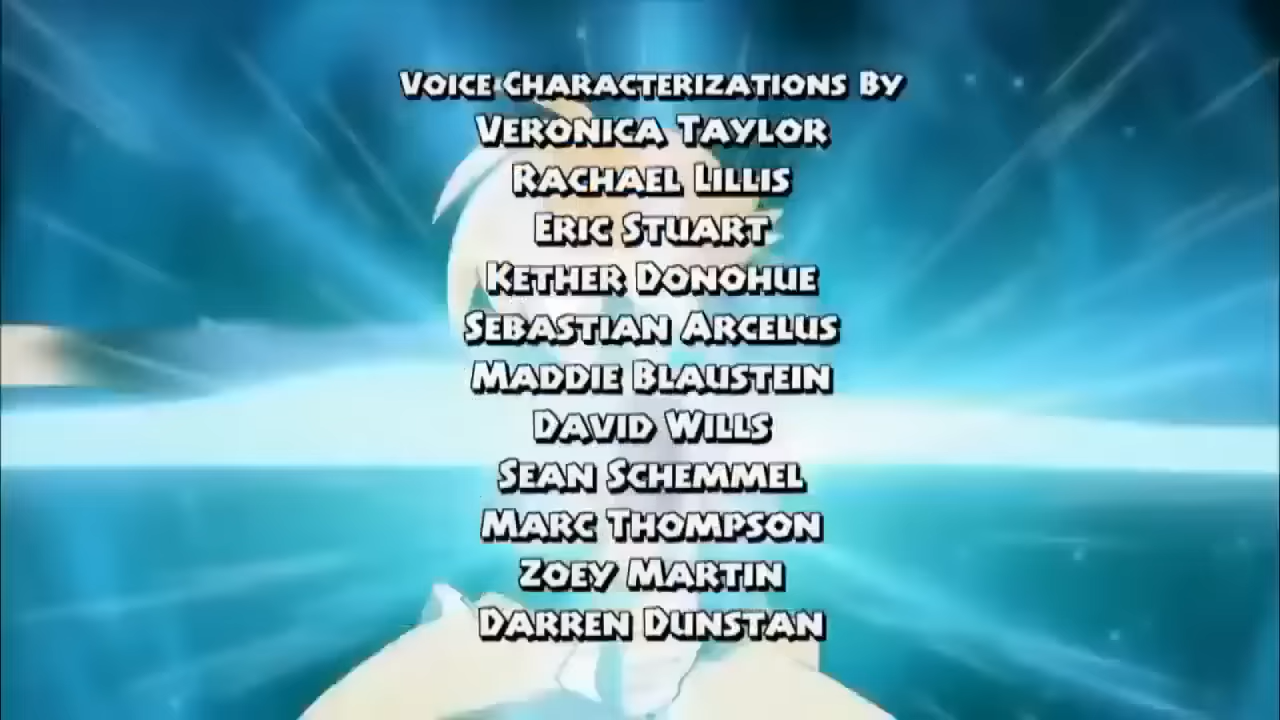 Voice Characterizations By
Veronica Taylor
Rachael Lillis
Eric Stuart
Kether Donohue
Sebastian Arcelus
Maddie Blaustein
David Wills
Sean Schemmel
Marc Thompson
Zoey Martin
Darren Dunstan